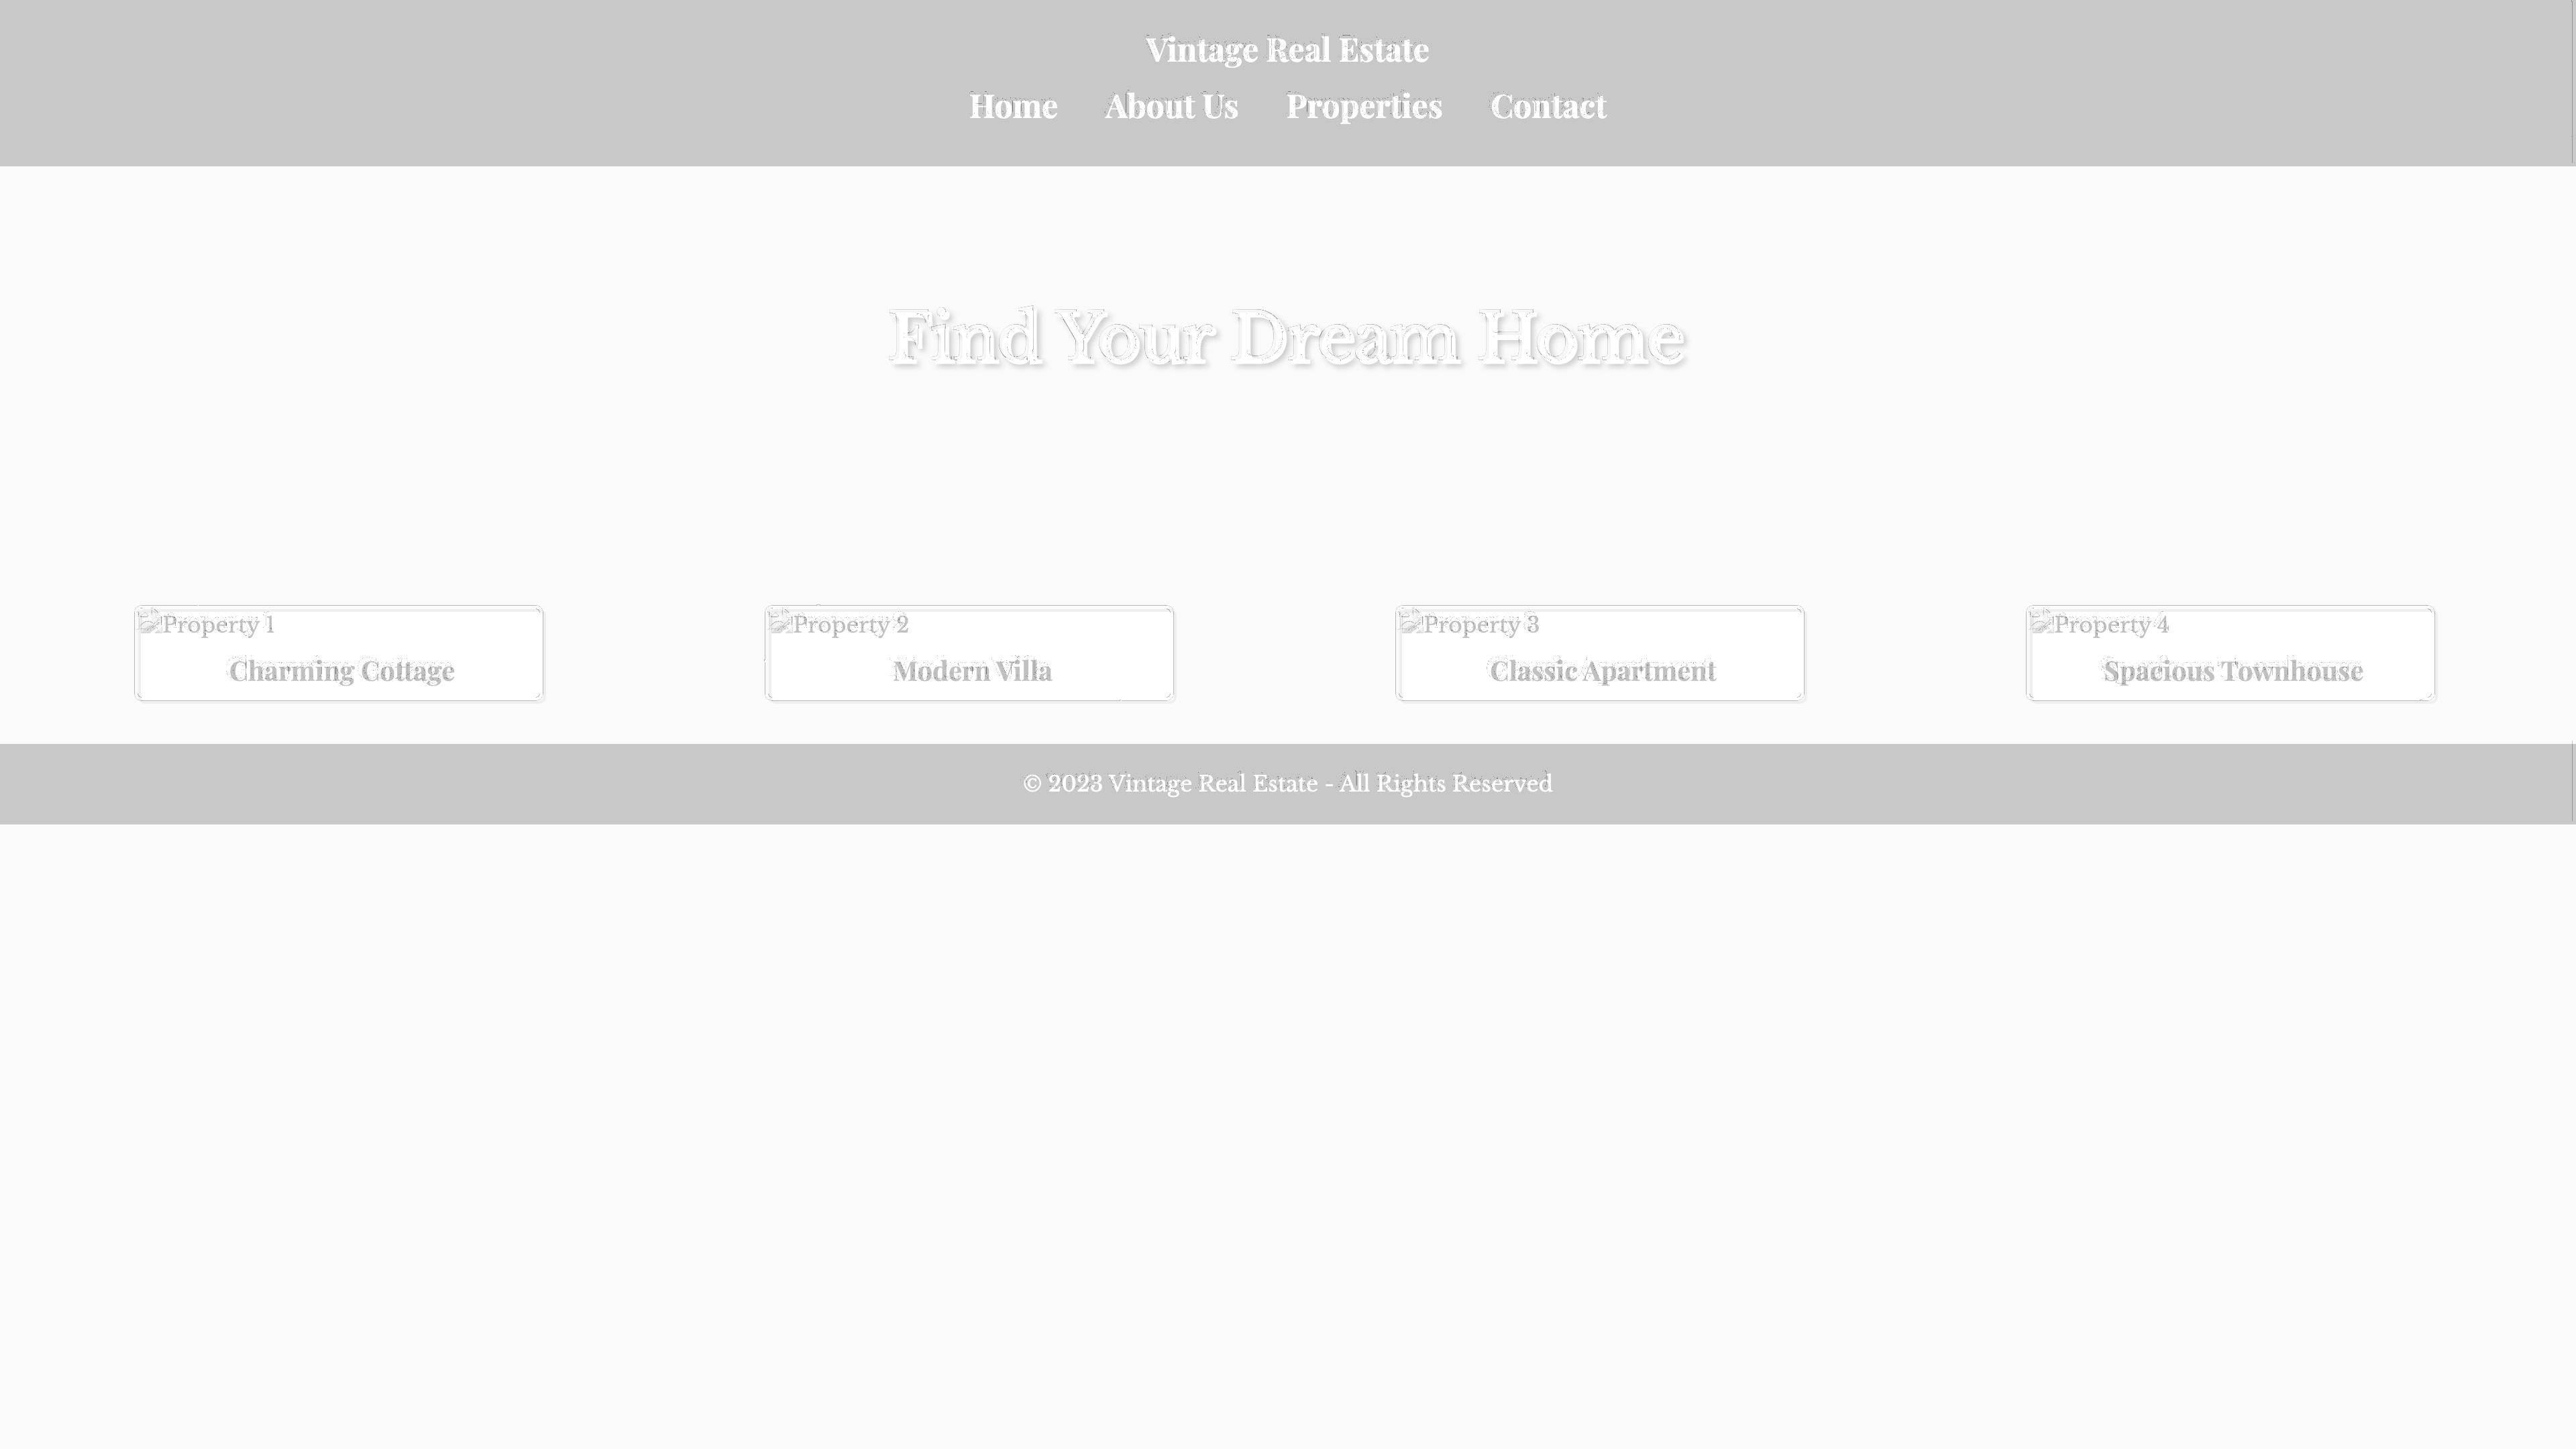 Vintage Real Estate
Home About Us Properties Contact
Find Your Dream Home
Property 1 Property 2 Property 3 Property 4
Charming Cottage Modern Villa Classic Apartment Spacious Townhouse
© 2023 Vintage Real Estate - All Rights Reserved